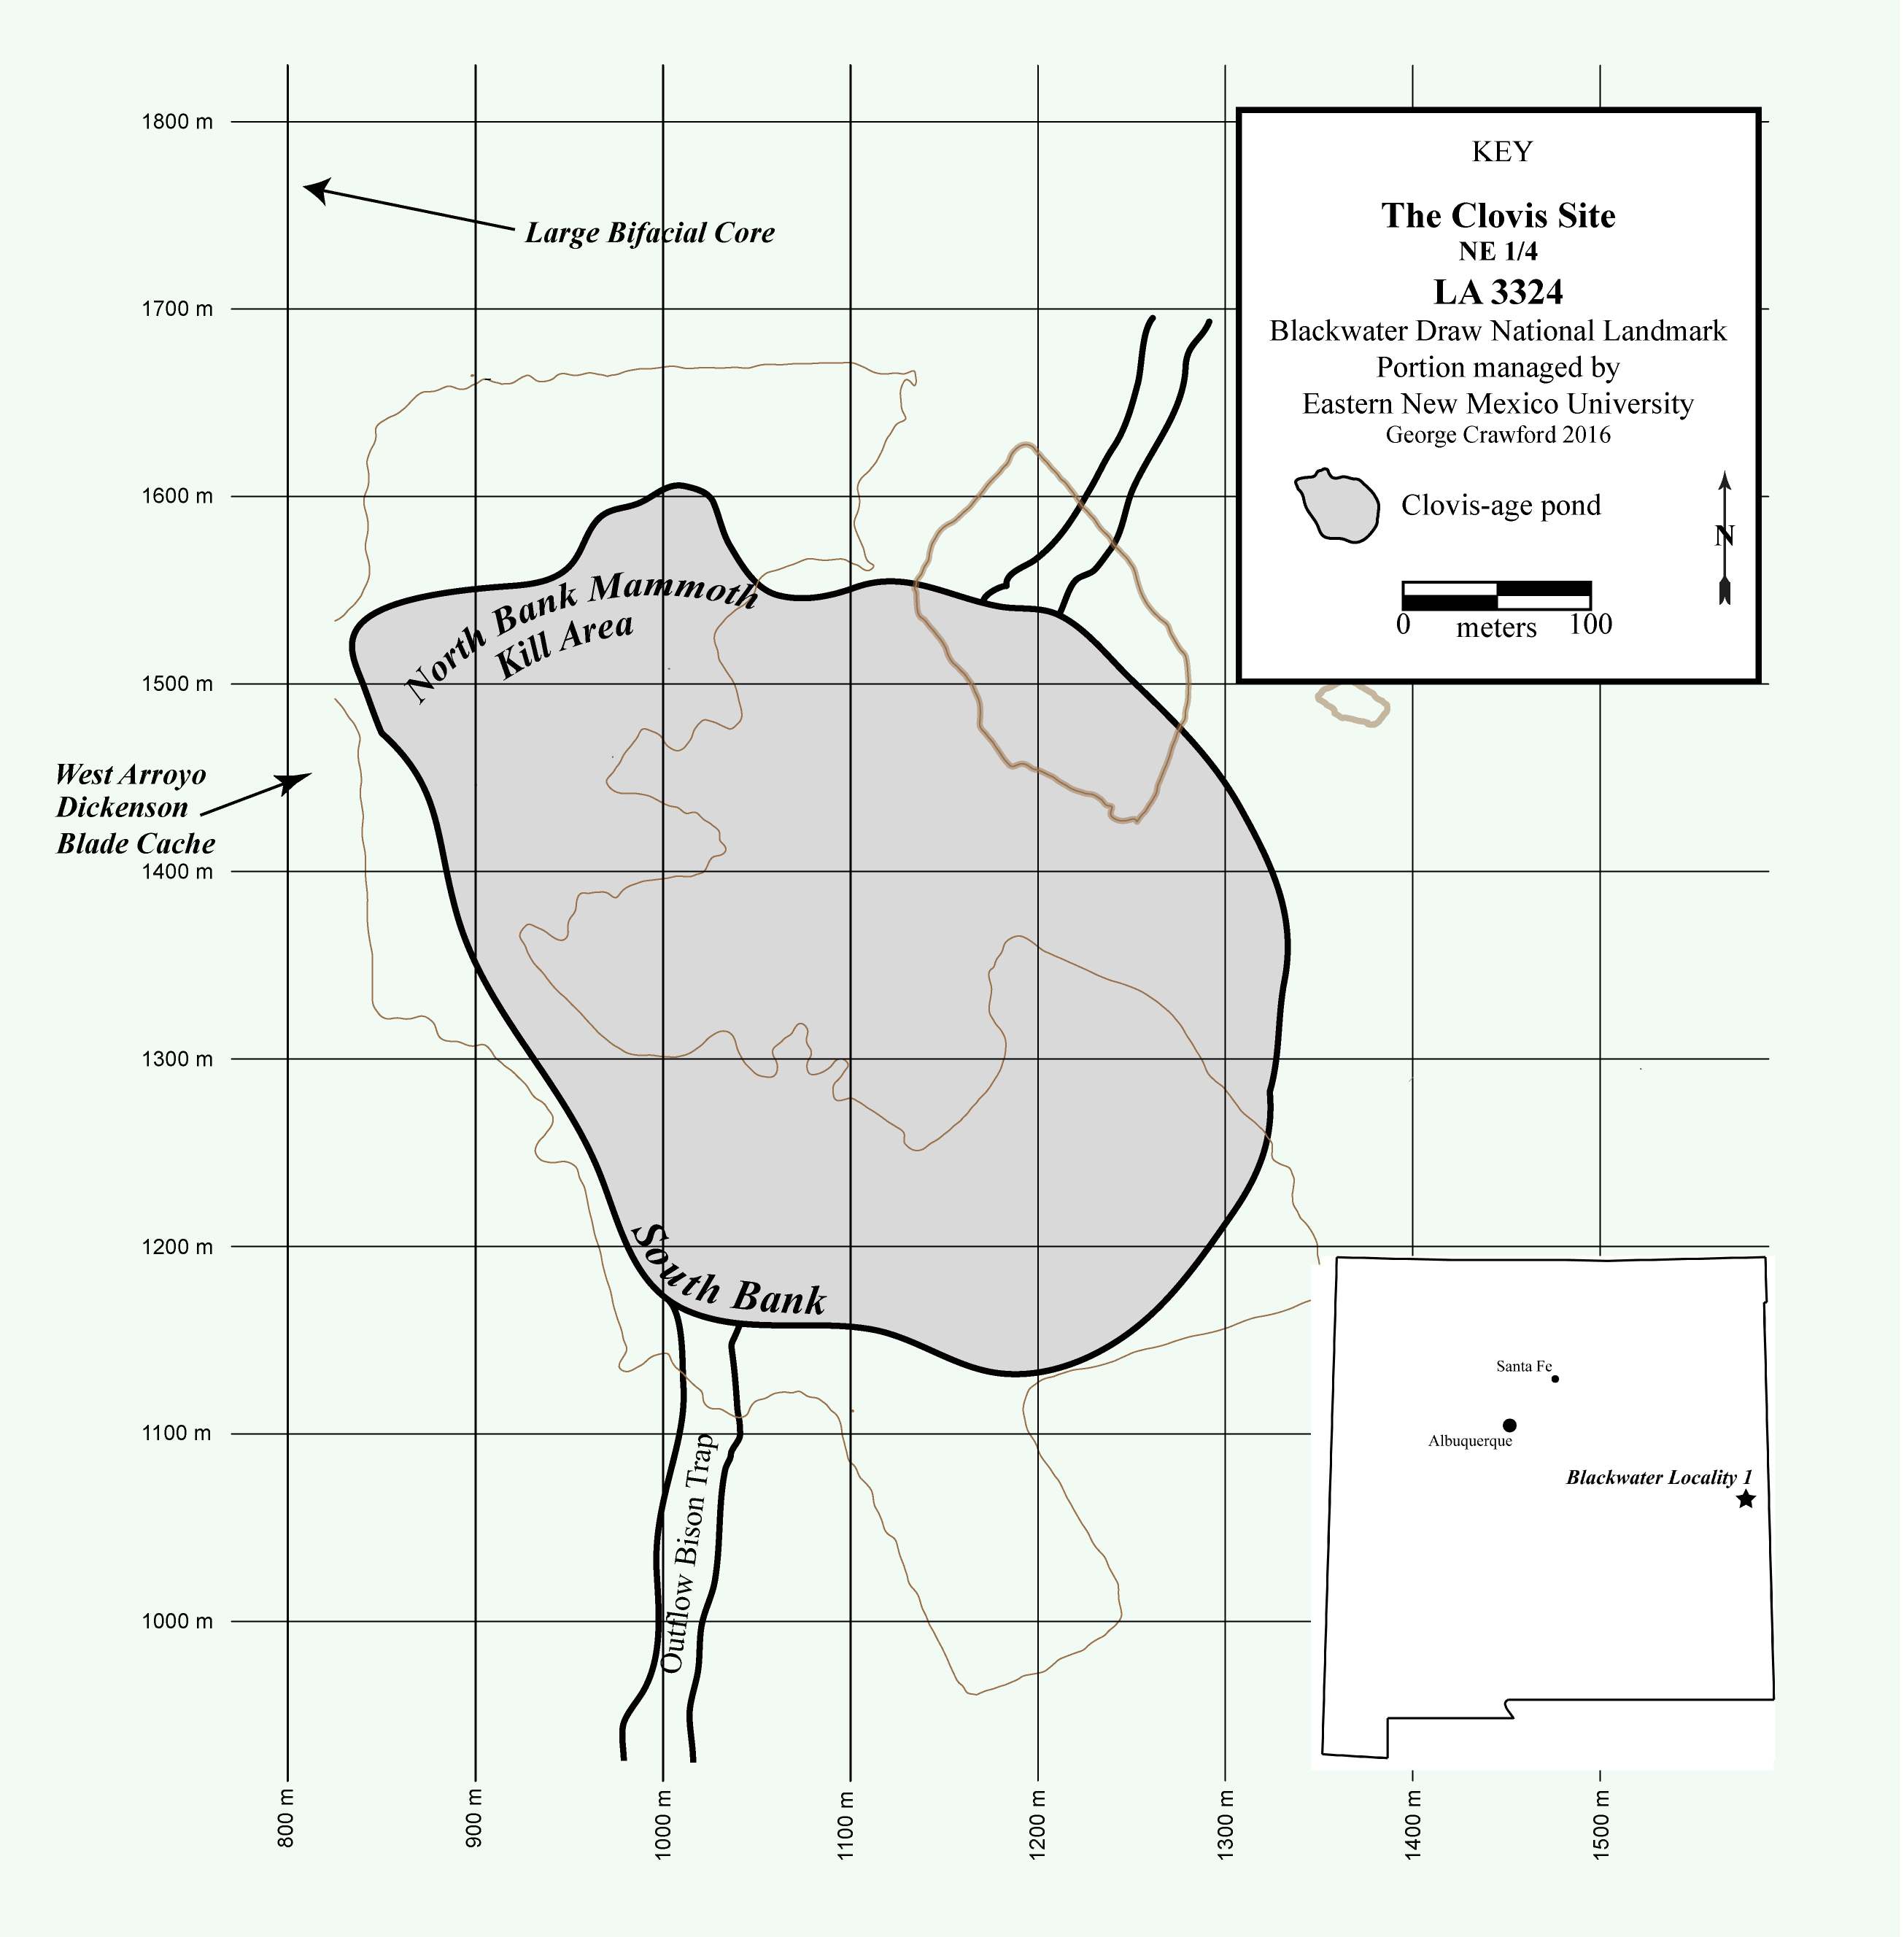 1800 m
Large Bifacial Core
1700 m
1600 m
North Bank Mammoth
Kill Area
1500 m
West Arroyo
Dickenson
Blade Cache
1400 m
1300 m
1200 m
South Bank
1100 m
Outflow Bison Trap
1000 m
800 m
900 m
1000 m
1100 m
1200 m
1300 m
1400 m
1500 m
KEY
The Clovis Site
NE 1/4
LA 3324
Blackwater Draw National Landmark
Portion managed by
Eastern New Mexico University
George Crawford 2016
Clovis-age pond
N
0 meters 100
Santa Fe
Albuquerque
Blackwater Locality 1